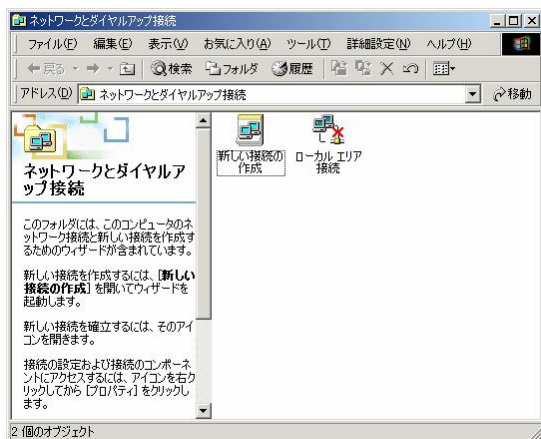 ネットワークとダイヤルアップ接続
ファイル(F) 編集(E) 表示(V) お気に入り(A) ツール(T) 詳細設定(N) ヘルプ(H)
戻る 検索 フォルダ 履歴
アドレス(D) ネットワークとダイヤルアップ接続 移動
ネットワークとダイヤルア
ップ接続
このフォルダには、このコンピュータのネ
ットワーク接続と新しい接続を作成す
るためのウィザードが含まれています。
新しい接続を作成するには、[新しい
接続の作成] を開いてウィザードを
起動します。
新しい接続を確立するには、そのアイ
コンを開きます。
接続の設定および接続のコンポーネ
ントにアクセスするには、アイコンを右ク
リックしてから [プロパティ] をクリックし
ます。
新しい接続の
作成
ローカル エリア
接続
2 個のオブジェクト